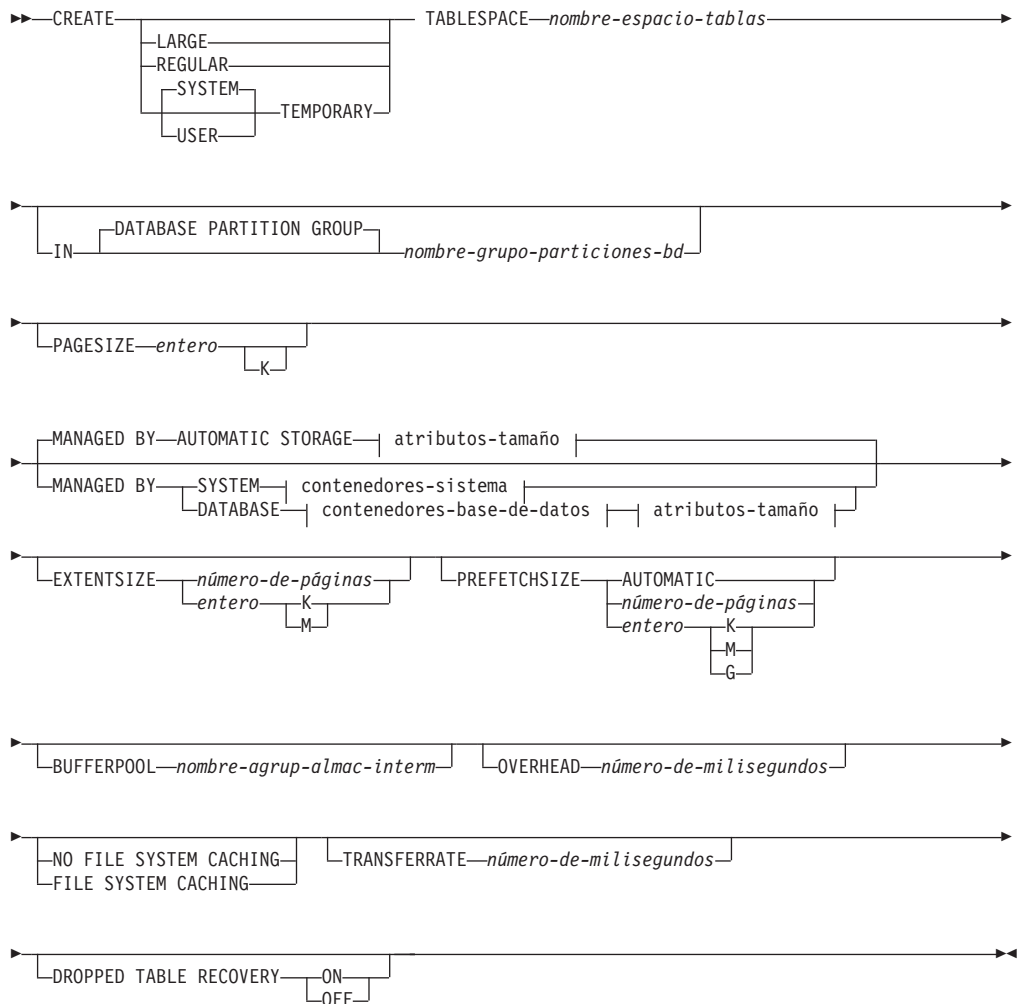 CREATE TABLESPACE nombre-espacio-tablas
LARGE
REGULAR
SYSTEM
TEMPORARY
USER
DATABASE PARTITION GROUP
IN nombre-grupo-particiones-bd
PAGESIZE entero
K
MANAGED BY AUTOMATIC STORAGE atributos-tamaño
MANAGED BY SYSTEM contenedores-sistema
DATABASE contenedores-base-de-datos atributos-tamaño
EXTENTSIZE número-de-páginas PREFETCHSIZE AUTOMATIC
entero K número-de-páginas
M entero K
M
G
BUFFERPOOL nombre-agrup-almac-interm OVERHEAD número-de-milisegundos
NO FILE SYSTEM CACHING TRANSFERRATE número-de-milisegundos
FILE SYSTEM CACHING
DROPPED TABLE RECOVERY ON
OFF